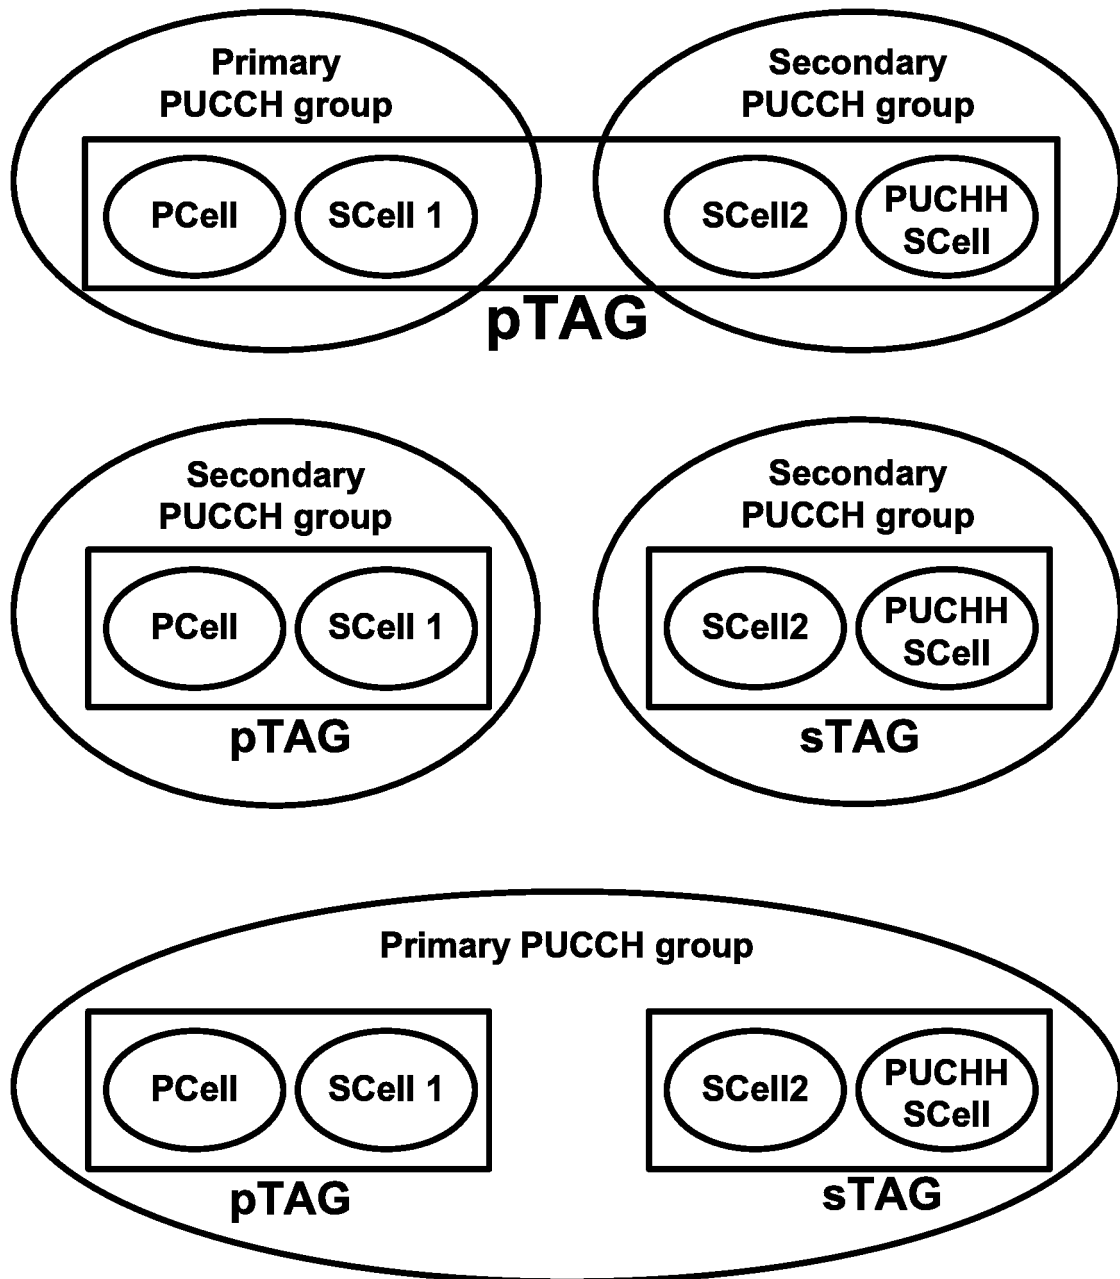 Primary
PUCCH group
Secondary
PUCCH group
PCell
SCell 1
SCell2
PUCHH
SCell
pTAG
Secondary
PUCCH group
Secondary
PUCCH group
PCell
SCell 1
SCell2
PUCHH
SCell
pTAG
sTAG
Primary PUCCH group
PCell
SCell 1
SCell2
PUCHH
SCell
pTAG
sTAG